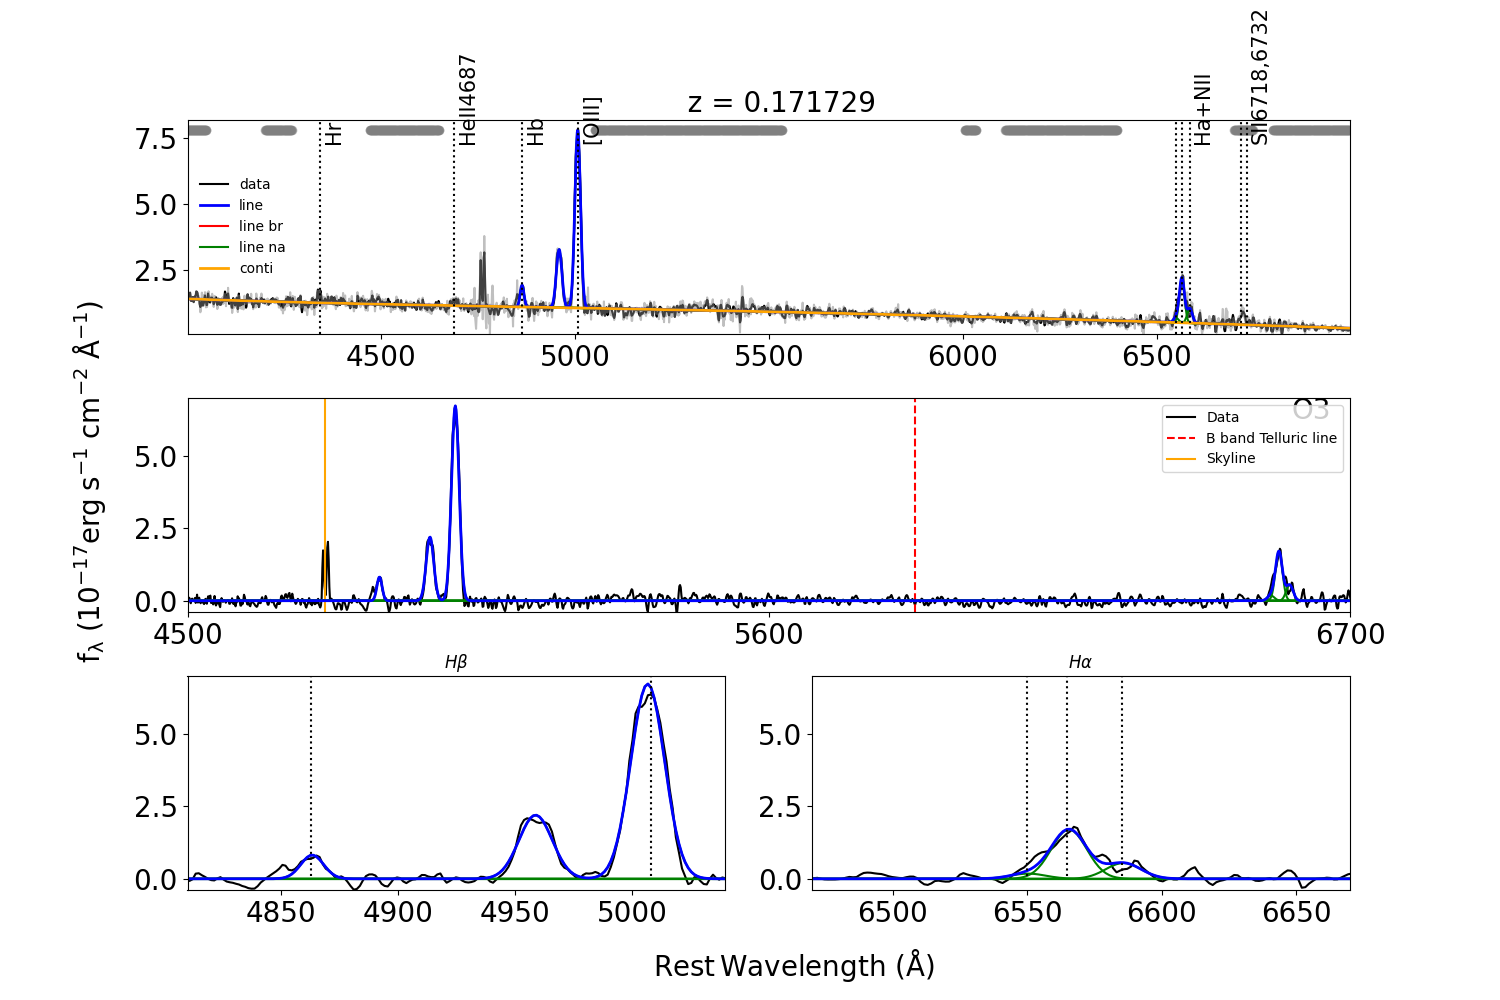 z = 0.171729
Hr
HeII4687
Hb
[OIII]
Ha+NII
SII6718,6732
7.5
5.0
2.5
data
line
line br
line na
conti
4500 5000 5500 6000 6500
f_λ (10^−17 erg s^−1 cm^−2 Å^−1)
O3
5.0
2.5
0.0
Data
B band Telluric line
Skyline
4500 5600 6700
Hβ
5.0
2.5
0.0
4850 4900 4950 5000
Hα
5.0
2.5
0.0
6500 6550 6600 6650
Rest Wavelength (Å)